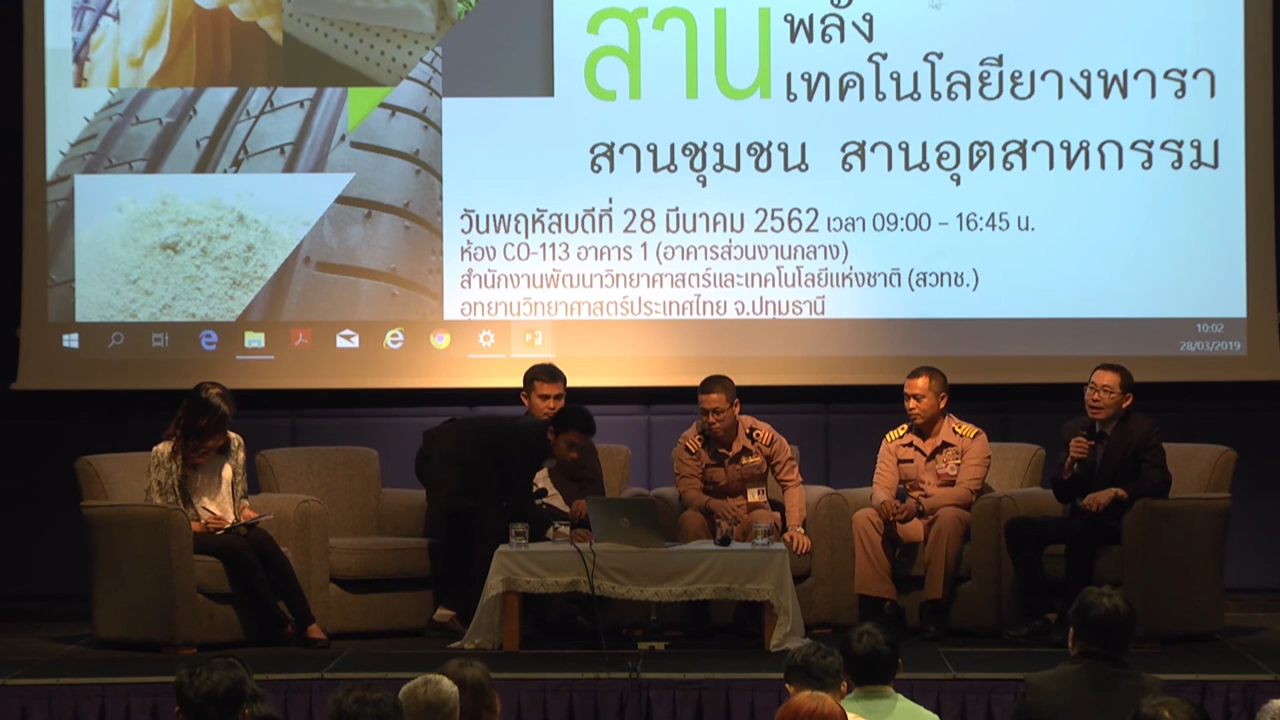 สาน
พลัง
เทคโนโลยียางพารา
สานชุมชน สานอุตสาหกรรม
วันพฤหัสบดีที่ 28 มีนาคม 2562 เวลา 09:00 – 16:45 น.
ห้อง CO-113 อาคาร 1 (อาคารส่วนงานกลาง)
สำนักงานพัฒนาวิทยาศาสตร์และเทคโนโลยีแห่งชาติ (สวทช.)
อุทยานวิทยาศาสตร์ประเทศไทย จ.ปทุมธานี
10:02
28/03/2019